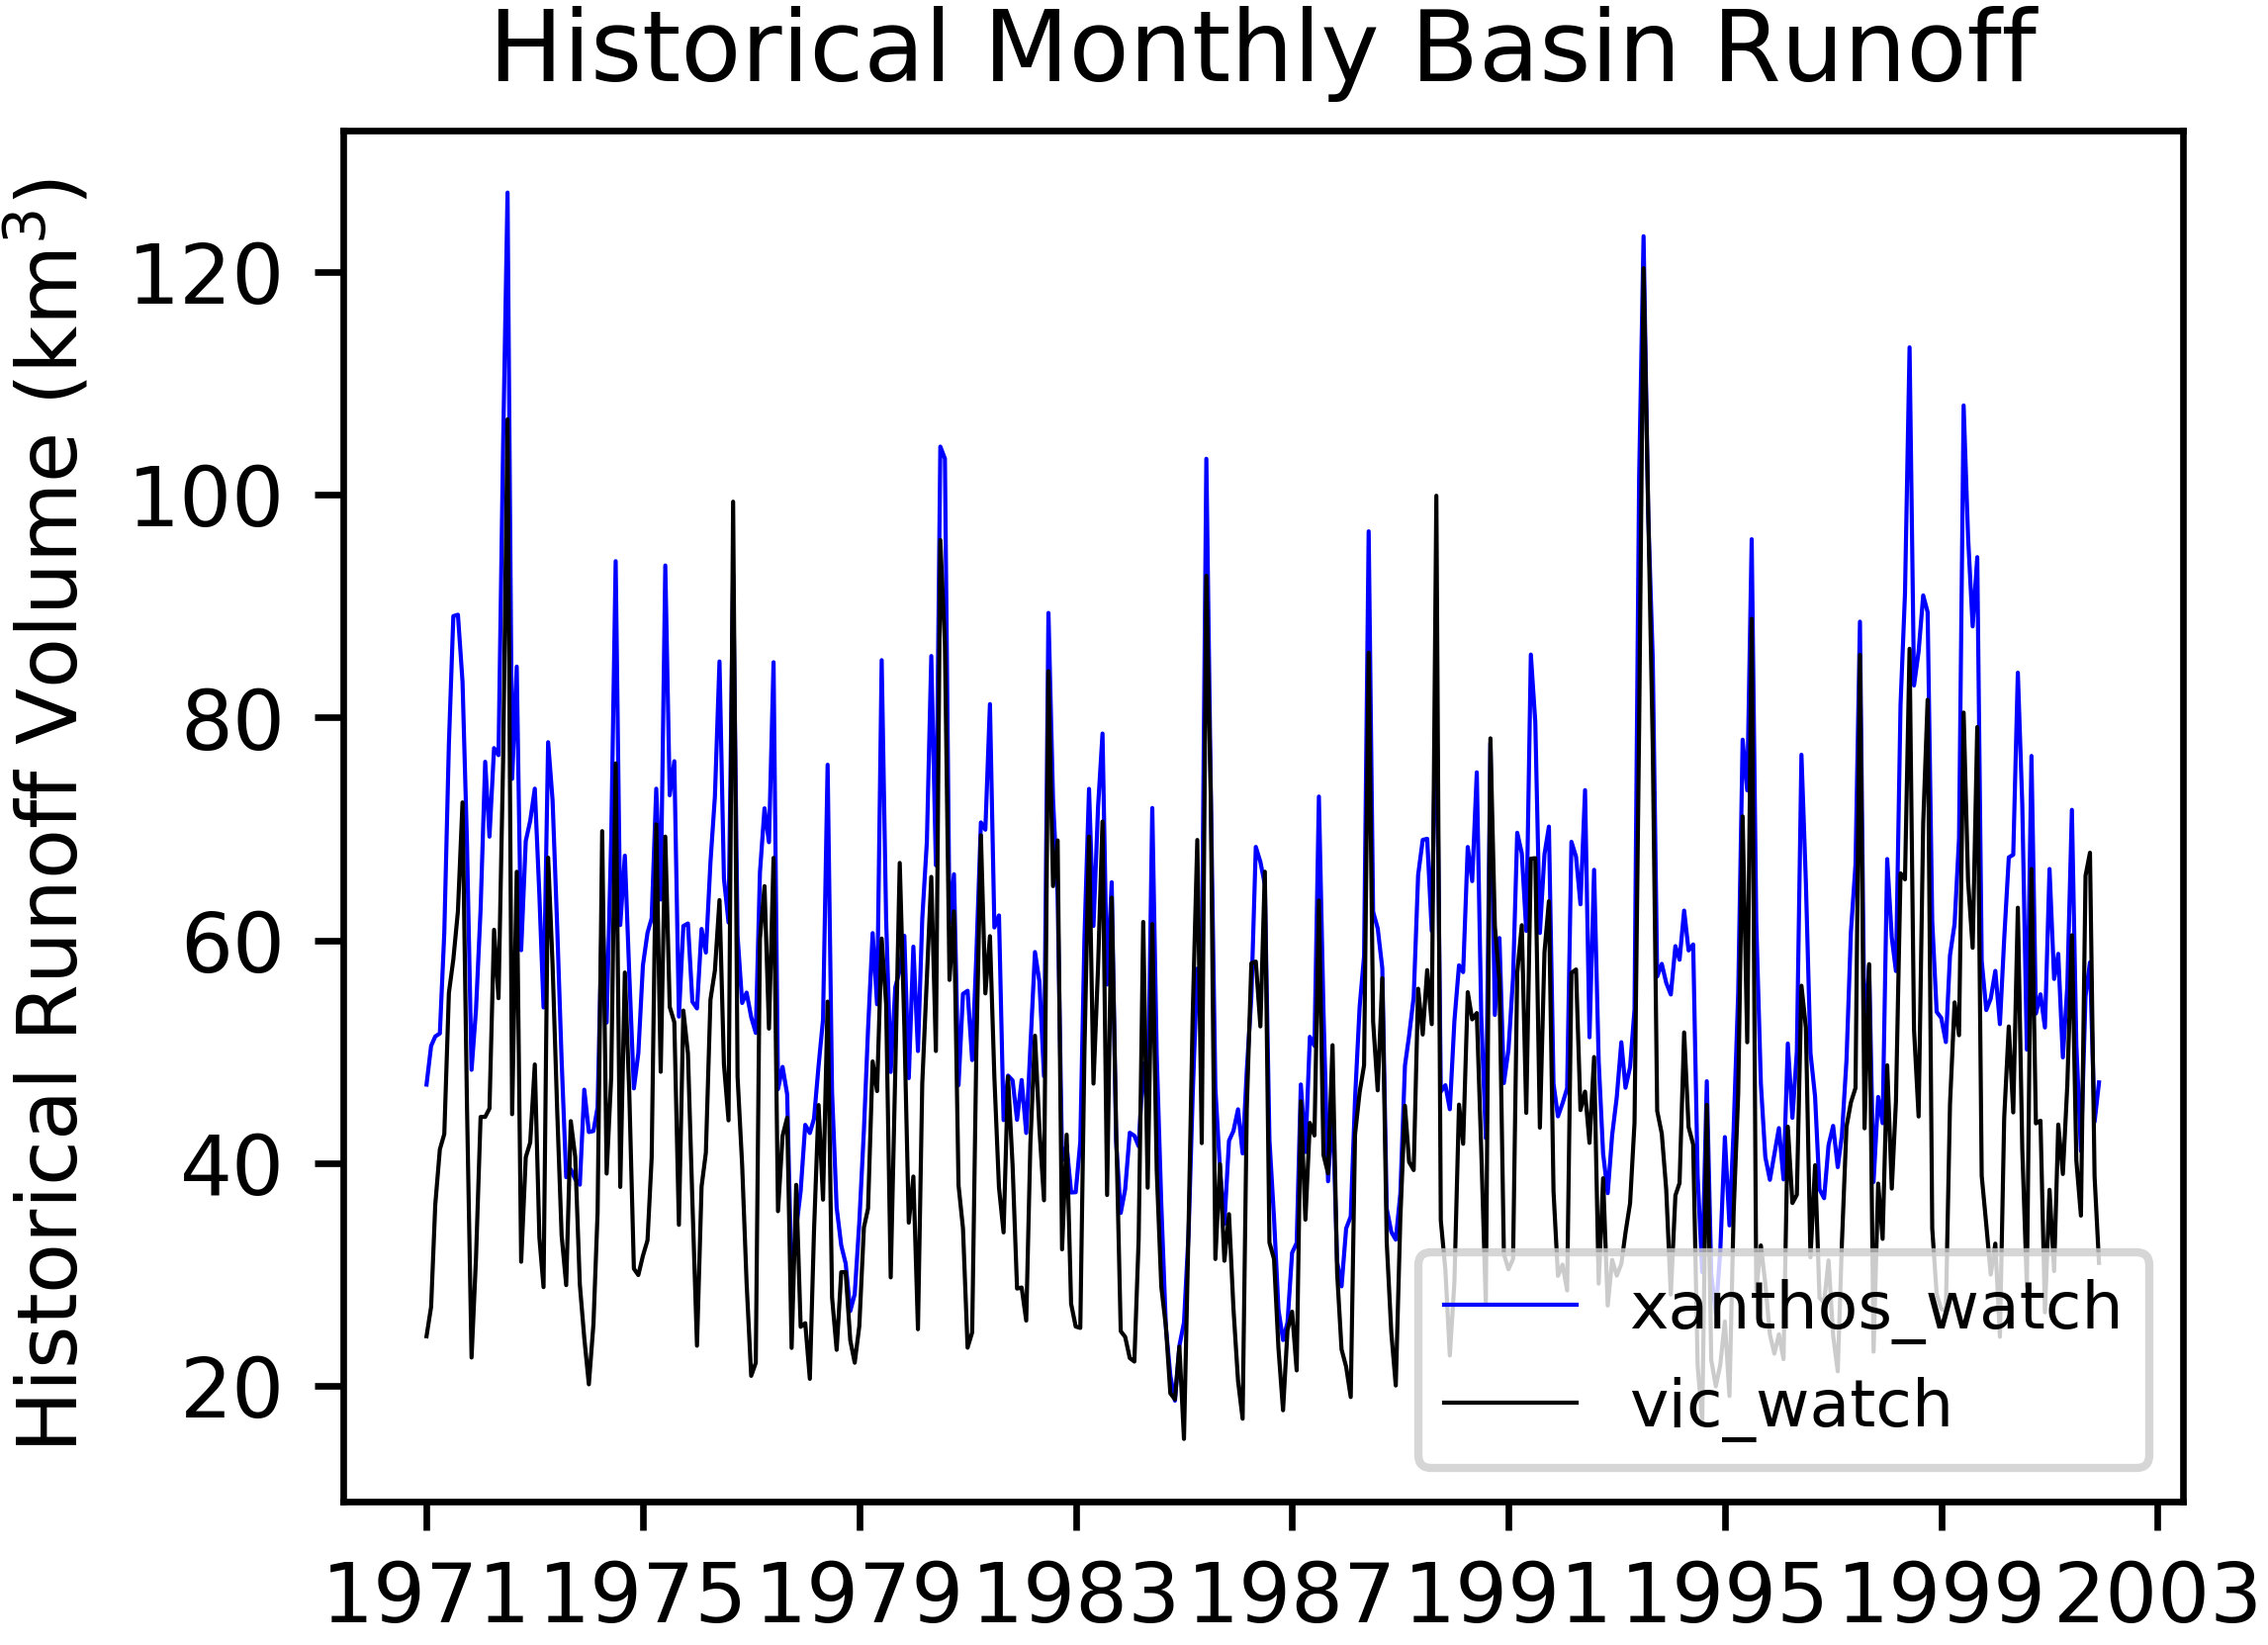 Historical Monthly Basin Runoff
Historical Runoff Volume (km³)
120
100
80
60
40
20
xanthos_watch
vic_watch
1971 1975 1979 1983 1987 1991 1995 1999 2003